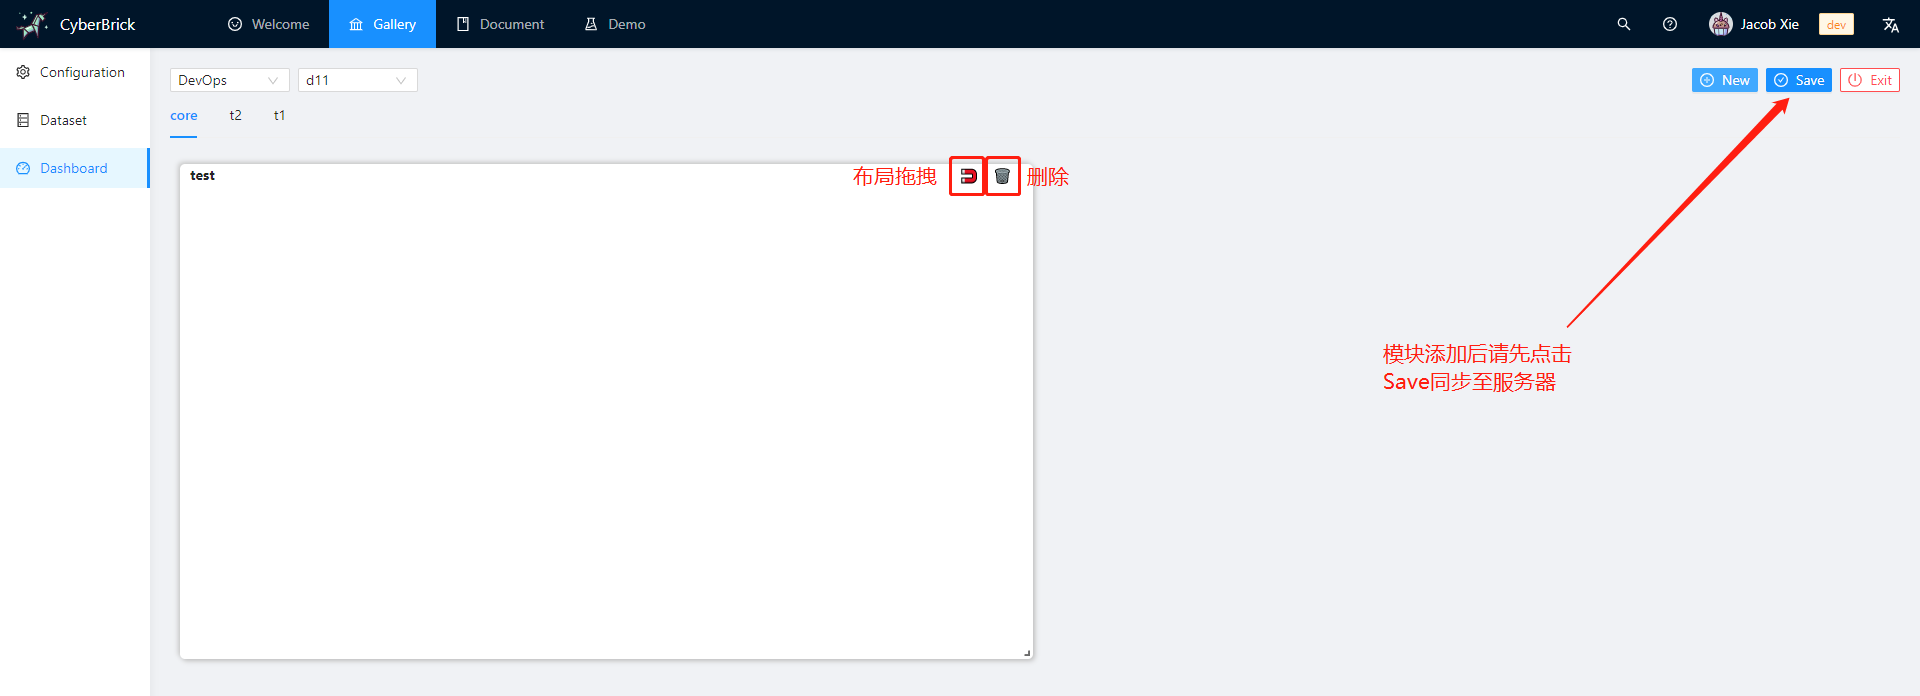 CyberBrick
Welcome
Gallery
Document
Demo
Jacob Xie
dev
Configuration
Dataset
Dashboard
DevOps
d11
New
Save
Exit
core
t2
t1
test
布局拖拽
删除
模块添加后请先点击
Save同步至服务器